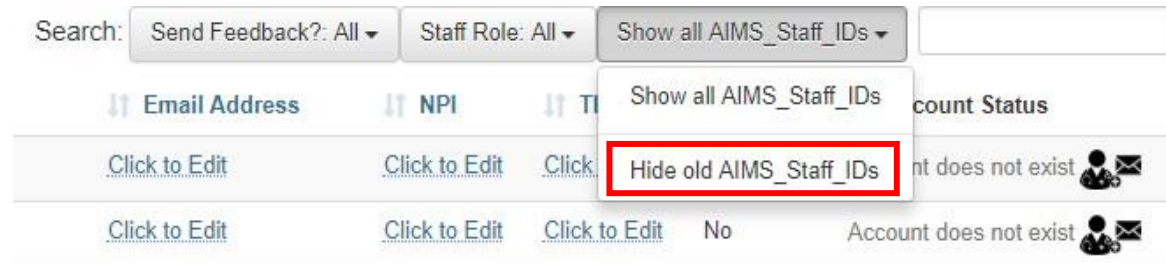 Search: Send Feedback?: All Staff Role: All Show all AIMS_Staff_IDs
Email Address NPI Show all AIMS_Staff_IDs count Status
Click to Edit Click to Edit Click Hide old AIMS_Staff_IDs nt does not exist
Click to Edit Click to Edit Click to Edit No Account does not exist